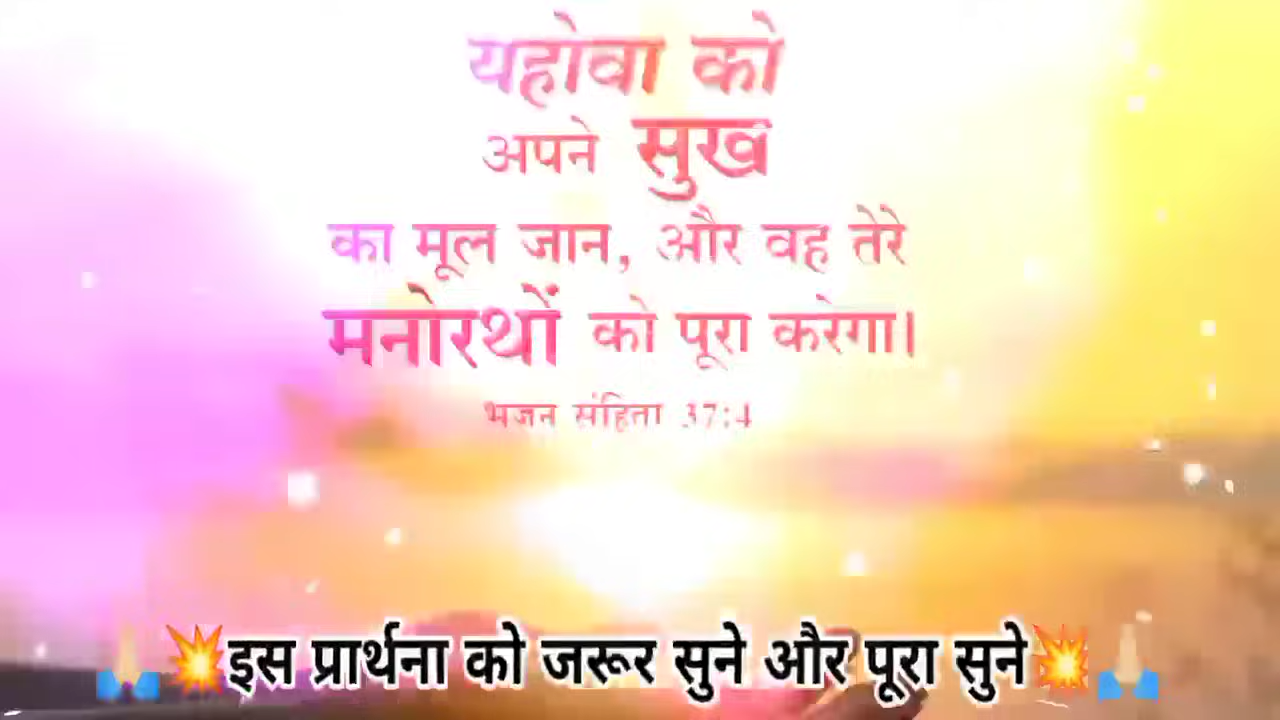 यहोवा को
अपने सुख
का मूल जान, और वह तेरे
मनोरथों को पूरा करेगा।
भजन संहिता 37:4
🙏💥इस प्रार्थना को जरूर सुने और पूरा सुने💥🙏